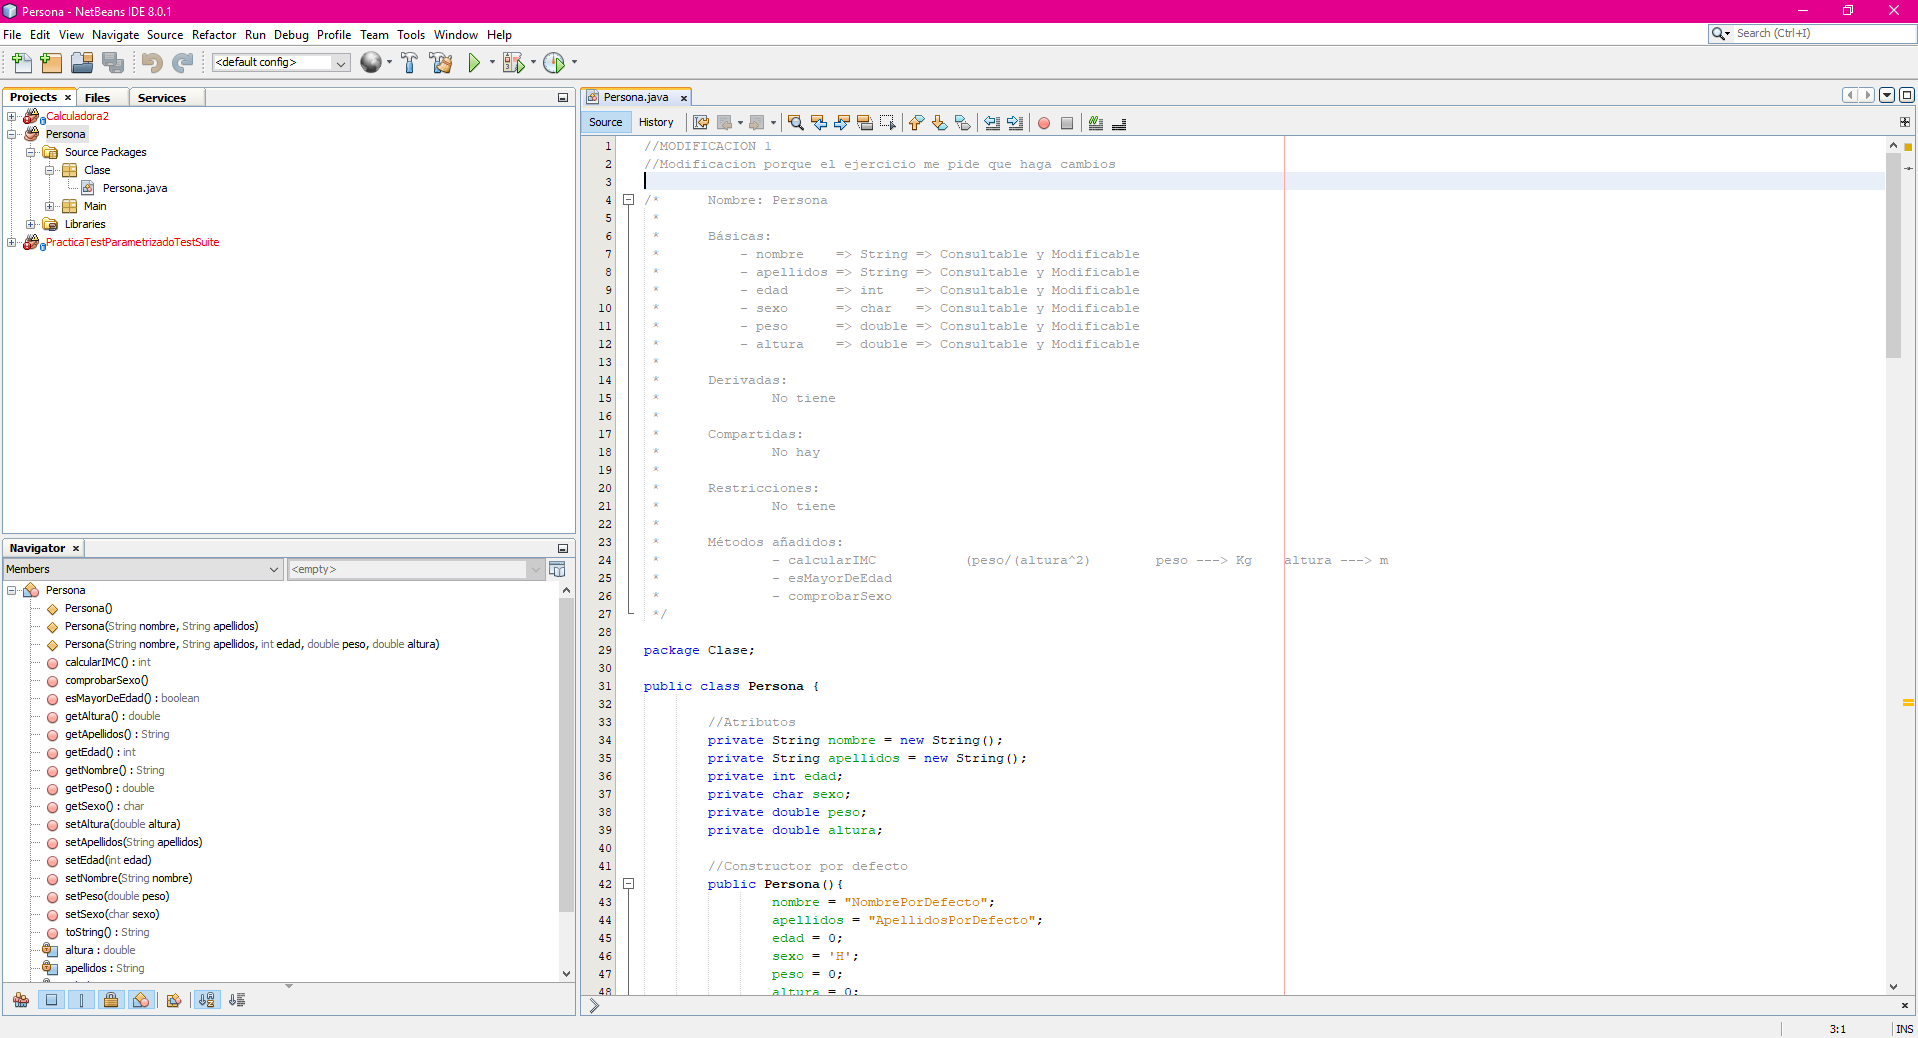 Persona - NetBeans IDE 8.0.1
File Edit View Navigate Source Refactor Run Debug Profile Team Tools Window Help
Search (Ctrl+I)
<default config>
Projects Files Services
Calculadora2
Persona
Source Packages
Clase
Persona.java
Main
Libraries
PracticaTestParametrizadoTestSuite
Navigator
Members
<empty>
Persona
Persona()
Persona(String nombre, String apellidos)
Persona(String nombre, String apellidos, int edad, double peso, double altura)
calcularIMC() : int
comprobarSexo()
esMayorDeEdad() : boolean
getAltura() : double
getApellidos() : String
getEdad() : int
getNombre() : String
getPeso() : double
getSexo() : char
setAltura(double altura)
setApellidos(String apellidos)
setEdad(int edad)
setNombre(String nombre)
setPeso(double peso)
setSexo(char sexo)
toString() : String
altura : double
apellidos : String
Persona.java
Source History
1 //MODIFICACION 1
2 //Modificacion porque el ejercicio me pide que haga cambios
3
4 /* Nombre: Persona
5 *
6 * Básicas:
7 * - nombre => String => Consultable y Modificable
8 * - apellidos => String => Consultable y Modificable
9 * - edad => int => Consultable y Modificable
10 * - sexo => char => Consultable y Modificable
11 * - peso => double => Consultable y Modificable
12 * - altura => double => Consultable y Modificable
13 *
14 * Derivadas:
15 * No tiene
16 *
17 * Compartidas:
18 * No hay
19 *
20 * Restricciones:
21 * No tiene
22 *
23 * Métodos añadidos:
24 * - calcularIMC (peso/(altura^2) peso ---> Kg altura ---> m
25 * - esMayorDeEdad
26 * - comprobarSexo
27 */
28
29 package Clase;
30
31 public class Persona {
32
33 //Atributos
34 private String nombre = new String();
35 private String apellidos = new String();
36 private int edad;
37 private char sexo;
38 private double peso;
39 private double altura;
40
41 //Constructor por defecto
42 public Persona(){
43 nombre = "NombrePorDefecto";
44 apellidos = "ApellidosPorDefecto";
45 edad = 0;
46 sexo = 'H';
47 peso = 0;
48 altura = 0;
3:1 INS